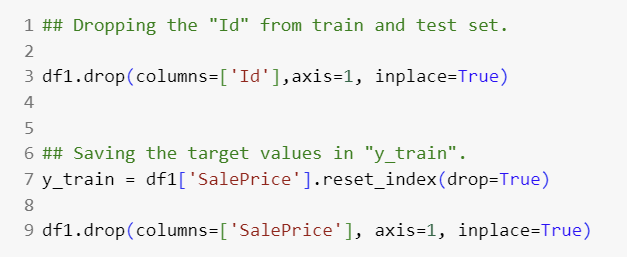 1 ## Dropping the "Id" from train and test set.
2
3 df1.drop(columns=['Id'],axis=1, inplace=True)
4
5
6 ## Saving the target values in "y_train".
7 y_train = df1['SalePrice'].reset_index(drop=True)
8
9 df1.drop(columns=['SalePrice'], axis=1, inplace=True)